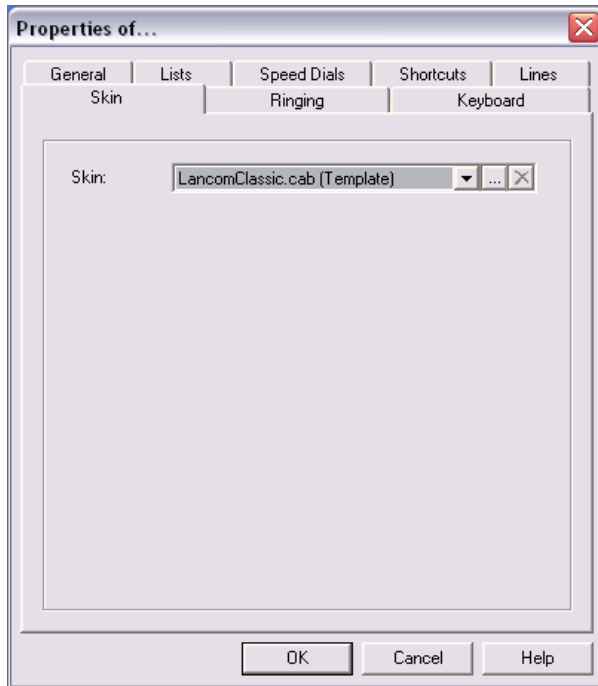 Properties of...
General Lists Speed Dials Shortcuts Lines
Skin Ringing Keyboard
Skin: LancomClassic.cab (Template) ...
OK Cancel Help